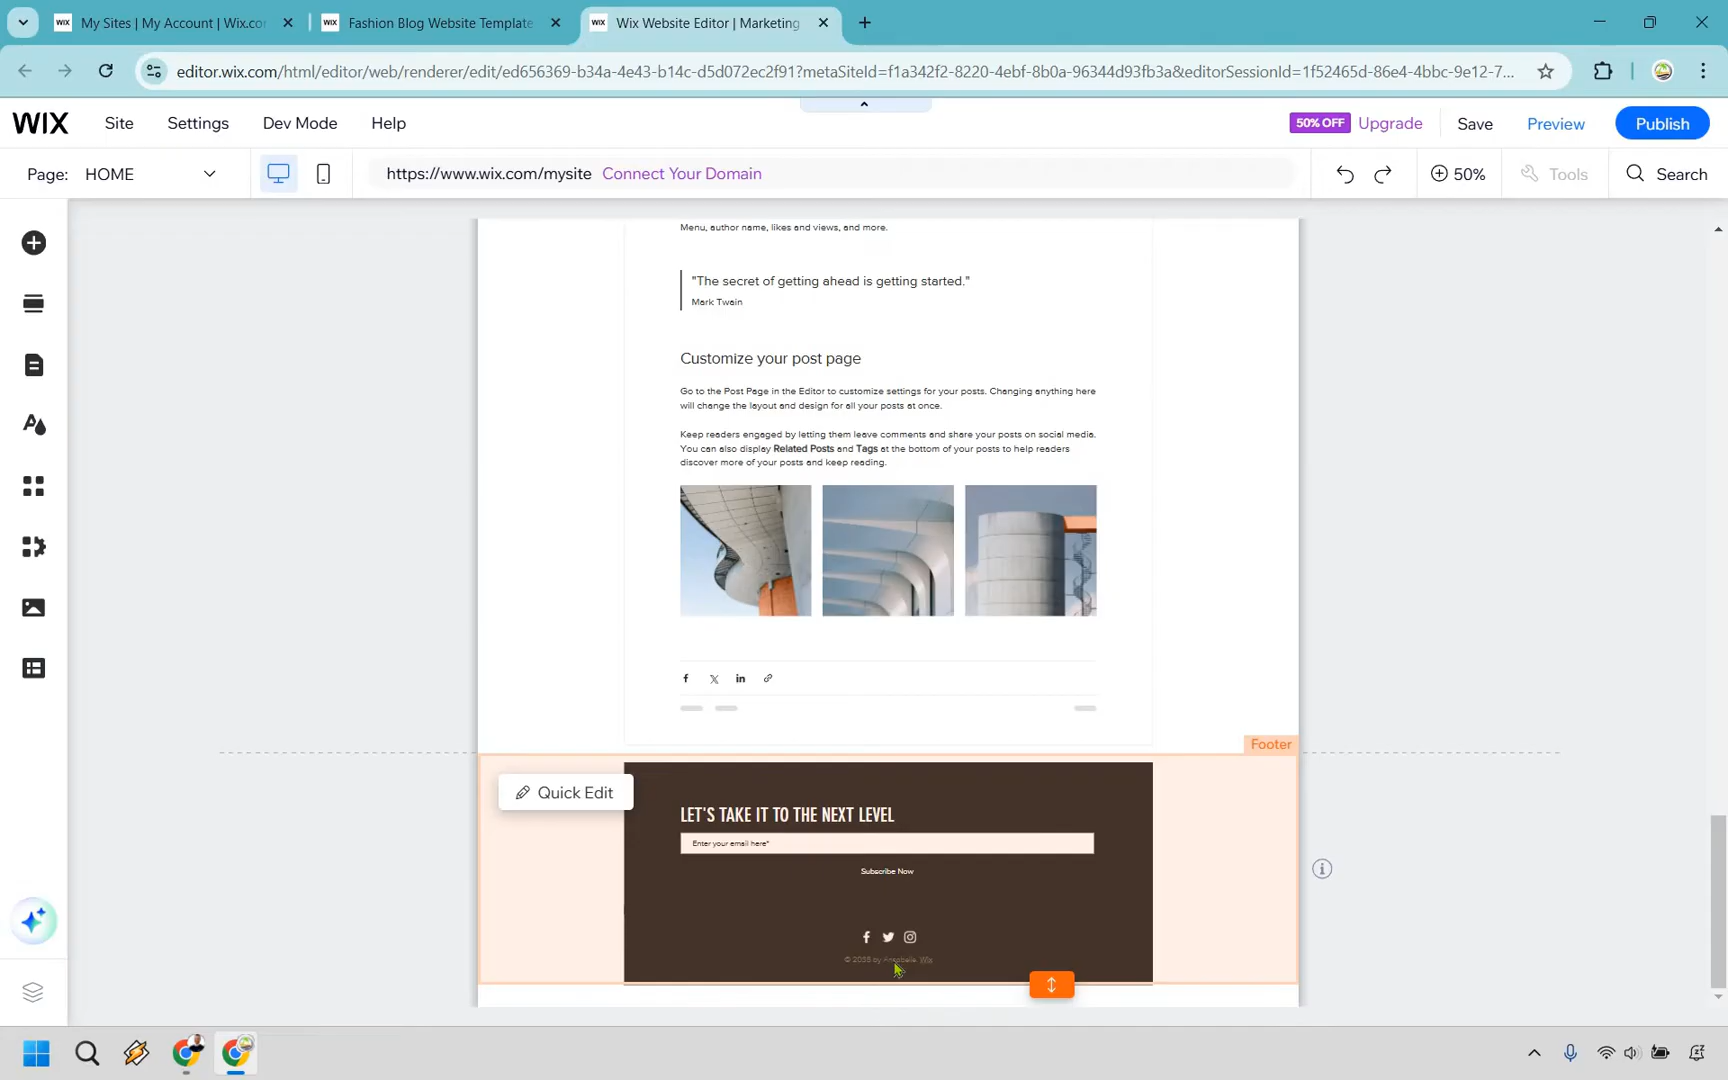 WIX My Sites | My Account | Wix.co
WIX Fashion Blog Website Template
WIX Wix Website Editor | Marketing
editor.wix.com/html/editor/web/renderer/edit/ed656369-b34a-4e43-b14c-d5d072ec2f91?metaSiteId=f1a342f2-8220-4ebf-8b0a-96344d93fb3a&editorSessionId=1f52465d-86e4-4bbc-9e12-7...
WIX Site Settings Dev Mode Help 50% OFF Upgrade Save Preview Publish
Page: HOME https://www.wix.com/mysite Connect Your Domain 50% Tools Search
Menu, author name, likes and views, and more.
"The secret of getting ahead is getting started."
Mark Twain
Customize your post page
Go to the Post Page in the Editor to customize settings for your posts. Changing anything here
will change the layout and design for all your posts at once.
Keep readers engaged by letting them leave comments and share your posts on social media.
You can also display Related Posts and Tags at the bottom of your posts to help readers
discover more of your posts and keep reading.
Footer
Quick Edit
LET'S TAKE IT TO THE NEXT LEVEL
Enter your email here*
Subscribe Now
© 2035 by Annabelle. Wix